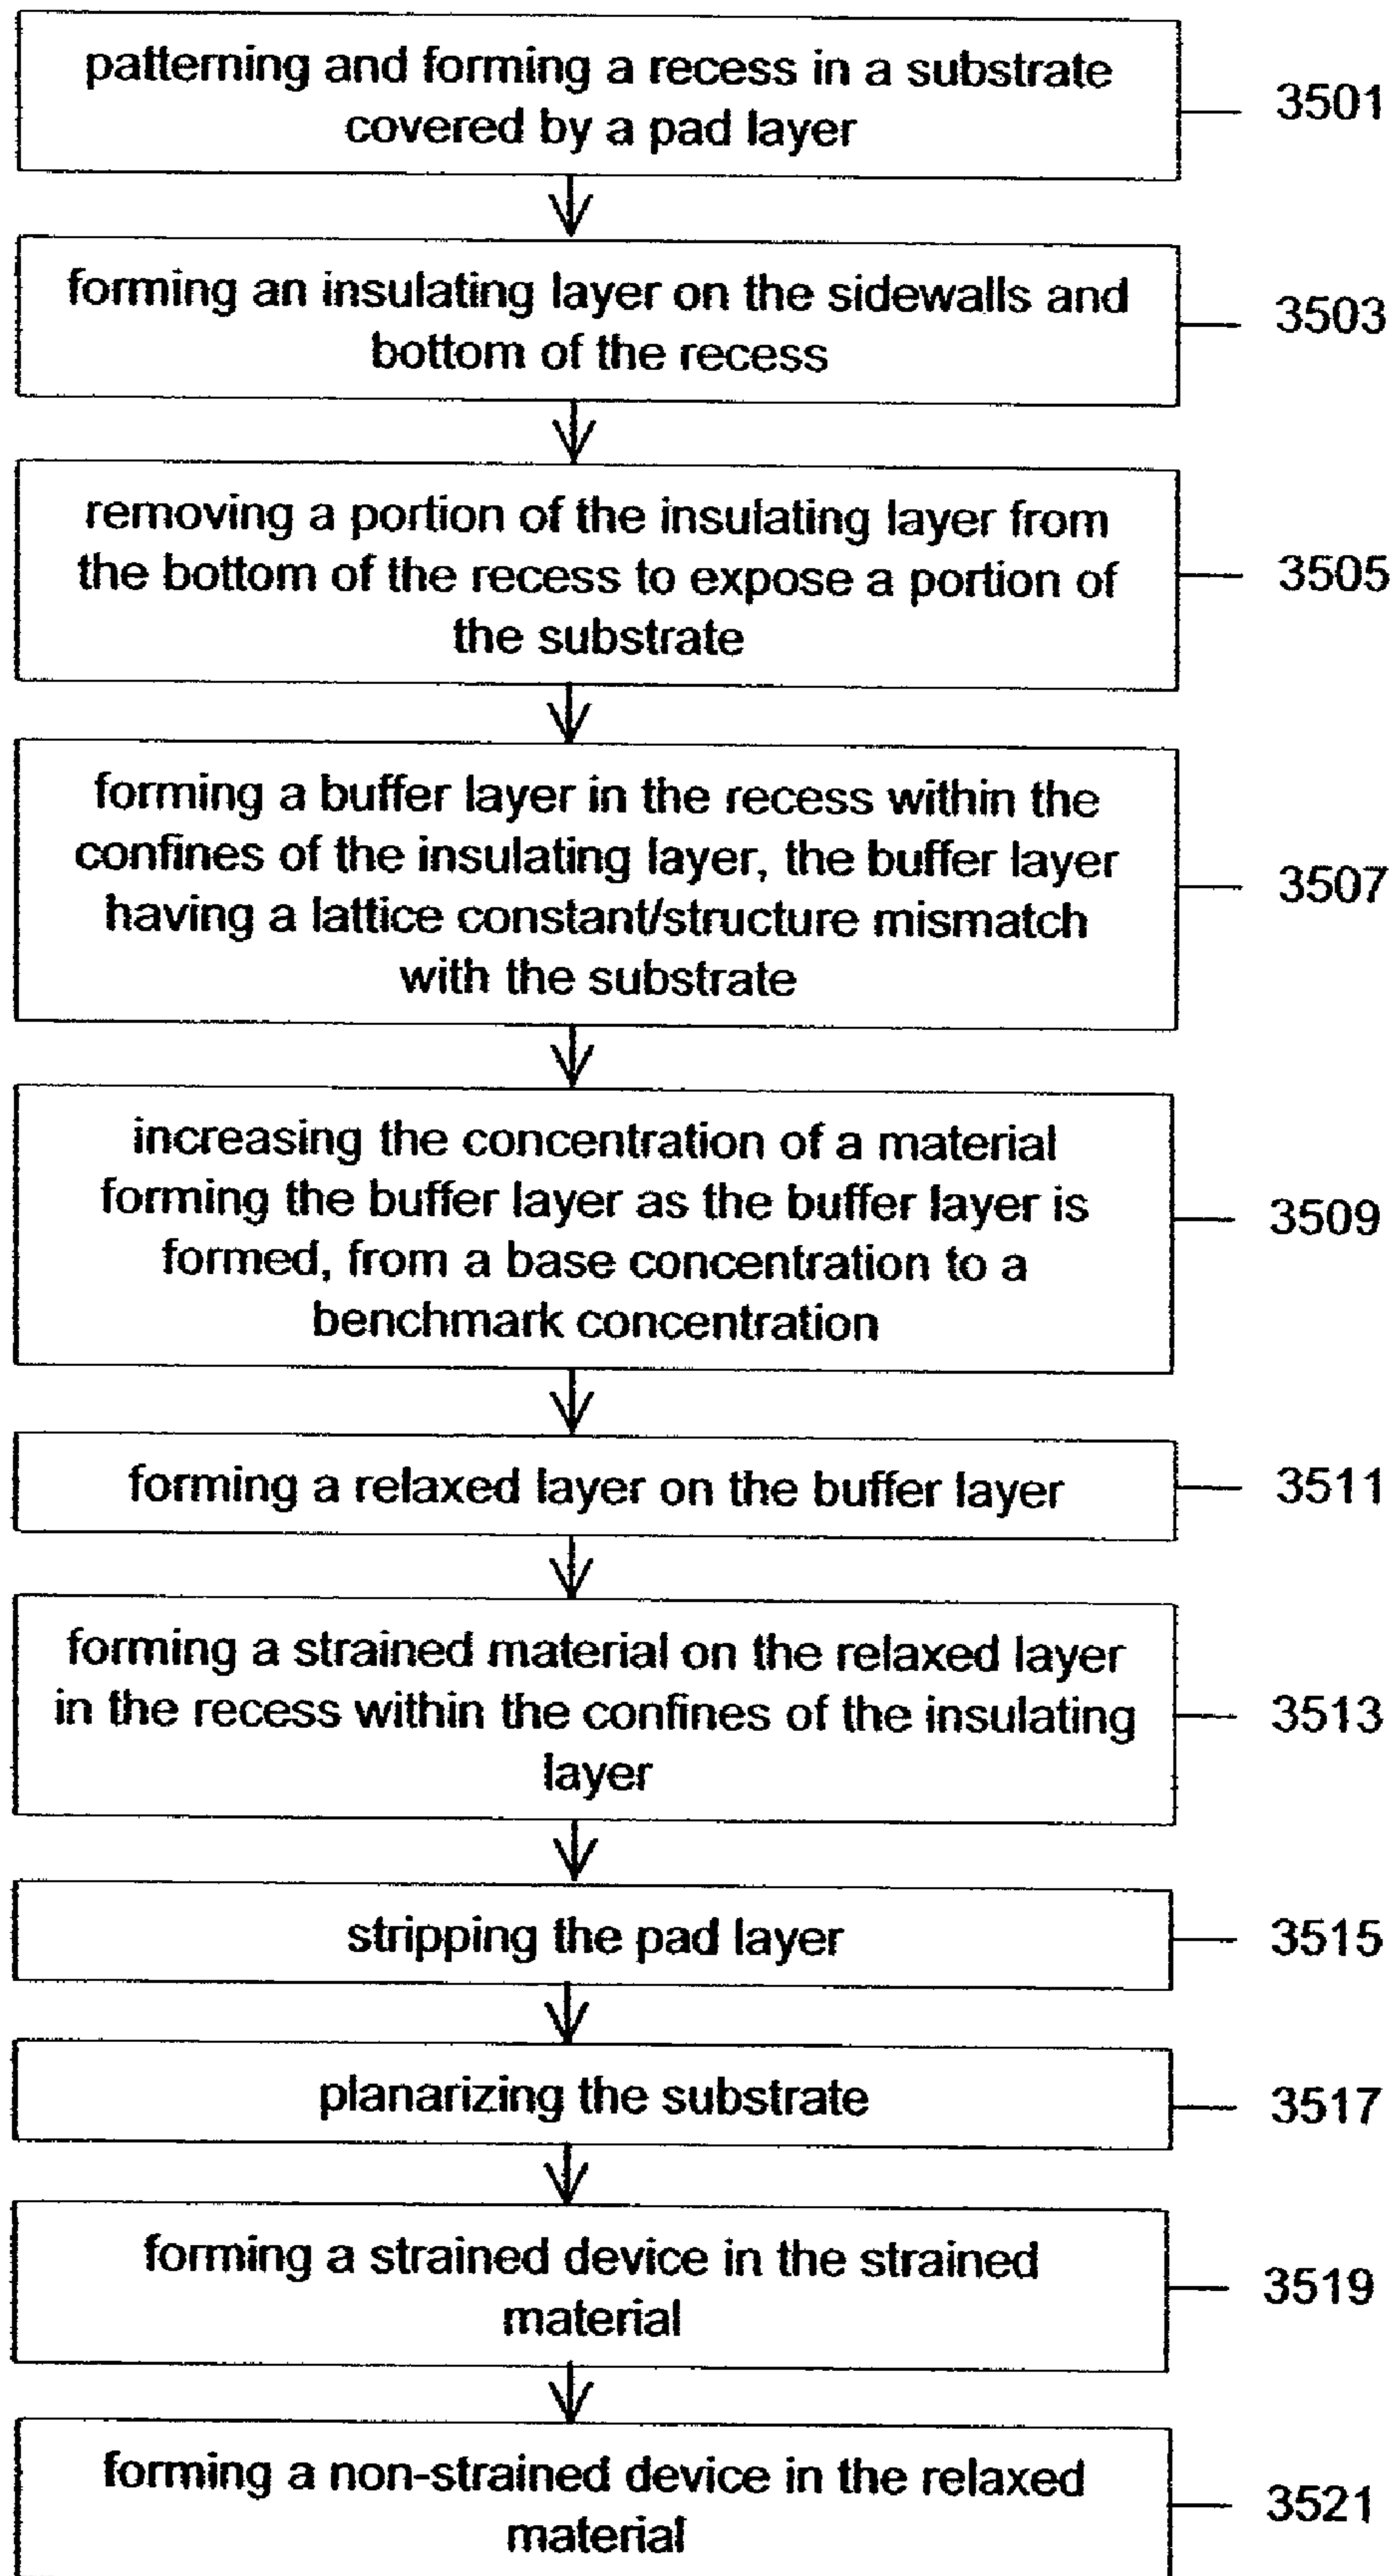 patterning and forming a recess in a substrate
covered by a pad layer
3501
forming an insulating layer on the sidewalls and
bottom of the recess
3503
removing a portion of the insulating layer from
the bottom of the recess to expose a portion of
the substrate
3505
forming a buffer layer in the recess within the
confines of the insulating layer, the buffer layer
having a lattice constant/structure mismatch
with the substrate
3507
increasing the concentration of a material
forming the buffer layer as the buffer layer is
formed, from a base concentration to a
benchmark concentration
3509
forming a relaxed layer on the buffer layer
3511
forming a strained material on the relaxed layer
in the recess within the confines of the insulating
layer
3513
stripping the pad layer
3515
planarizing the substrate
3517
forming a strained device in the strained
material
3519
forming a non-strained device in the relaxed
material
3521